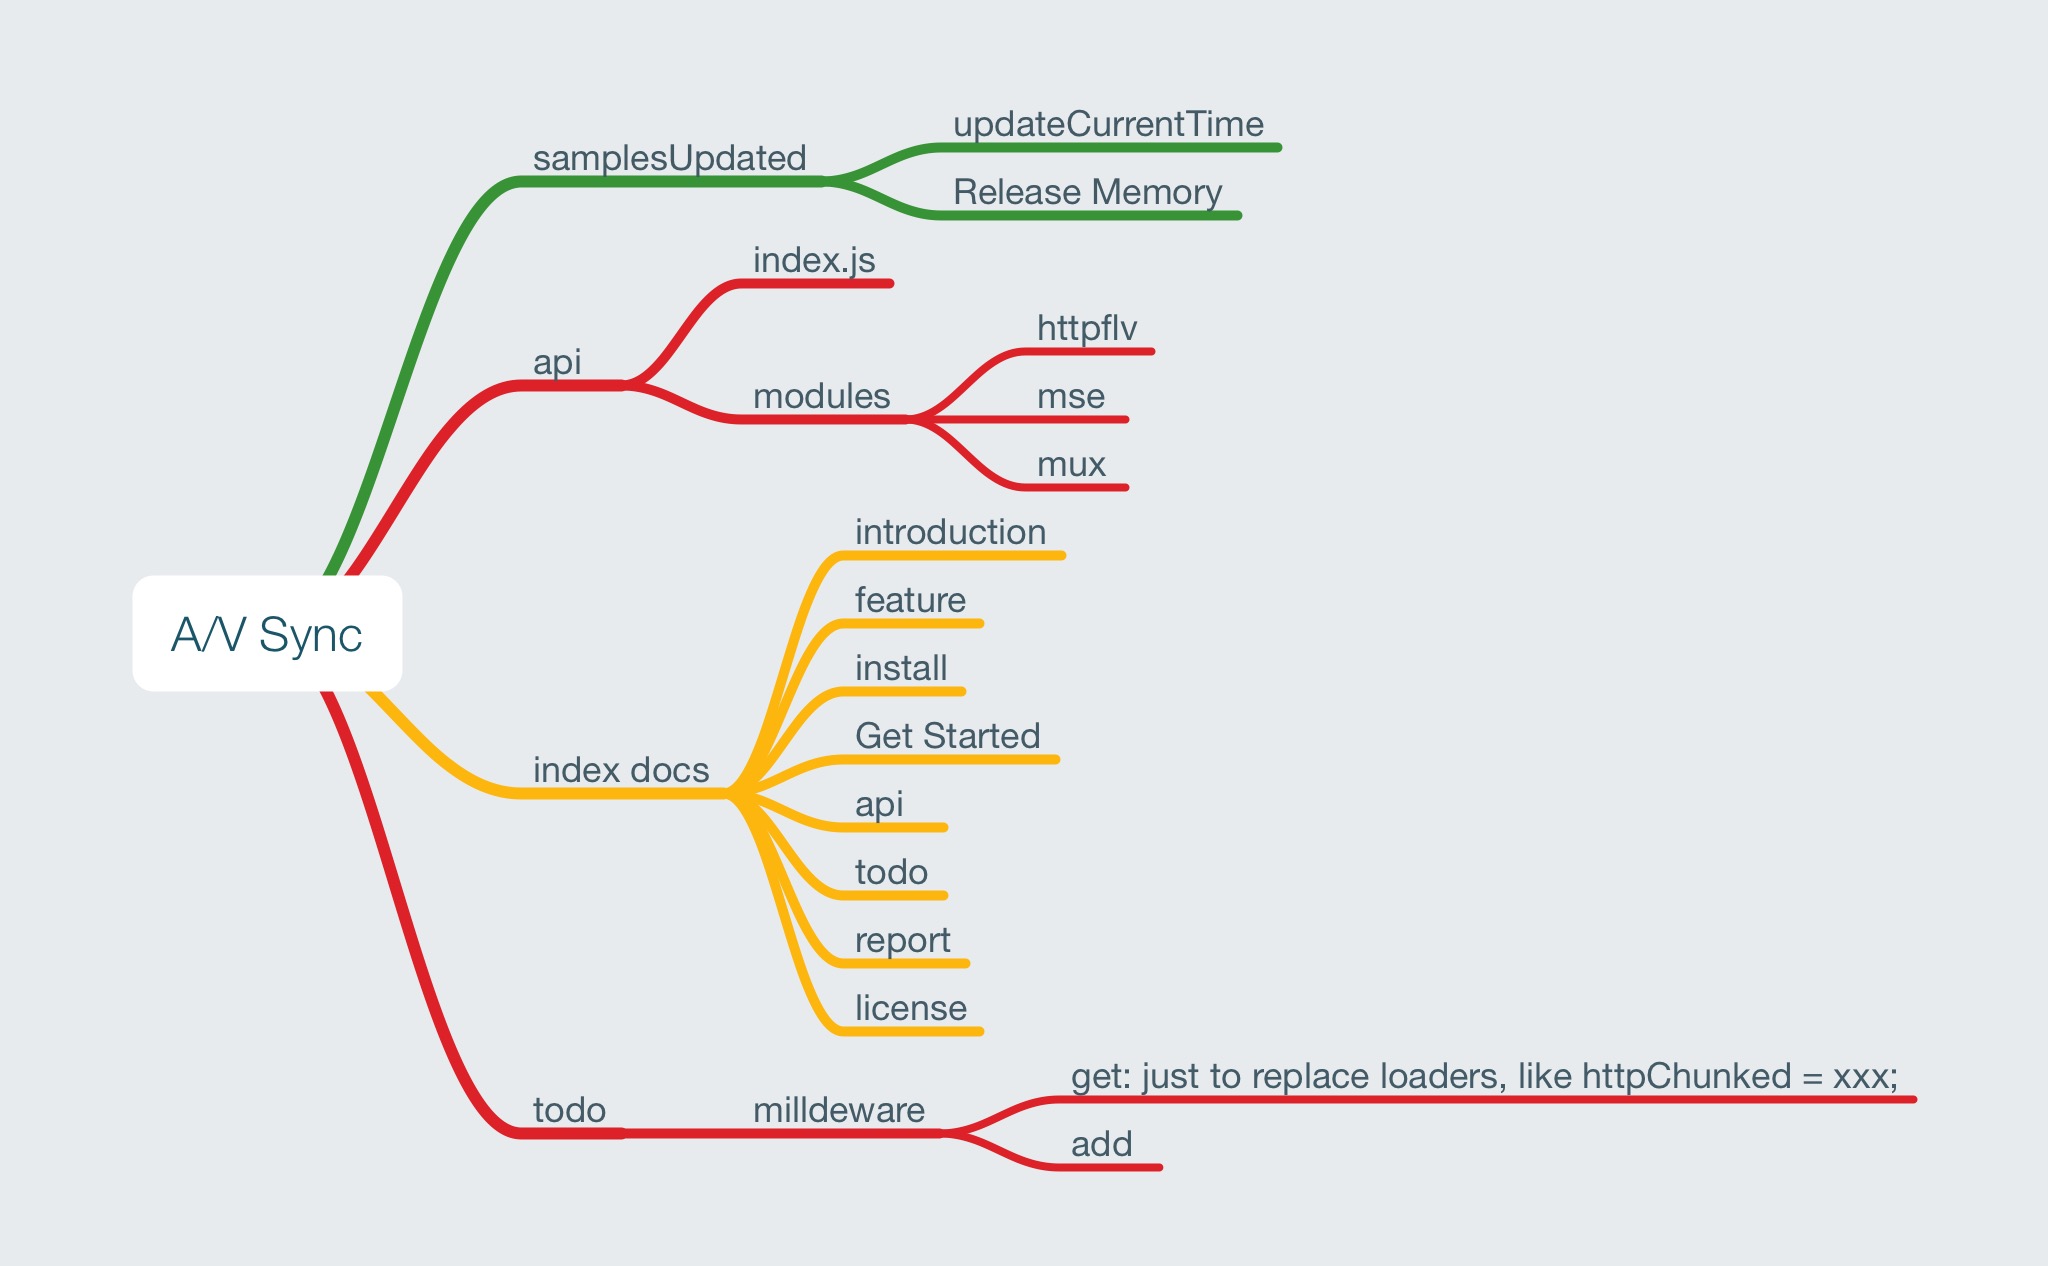 A/V Sync
samplesUpdated
updateCurrentTime
Release Memory
api
index.js
modules
httpflv
mse
mux
index docs
introduction
feature
install
Get Started
api
todo
report
license
todo
milldeware
get: just to replace loaders, like httpChunked = xxx;
add